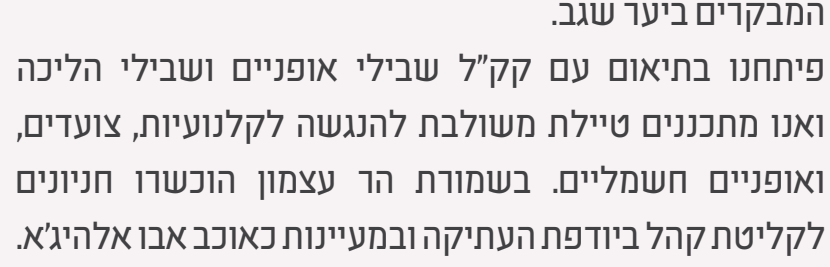 המבקרים ביער שגב.
פיתחנו בתיאום עם קק"ל שבילי אופניים ושבילי הליכה
ואנו מתכננים טיילת משולבת להנגשה לקלנועיות, צועדים,
ואופניים חשמליים. בשמורת הר עצמון הוכשרו חניונים
לקליטת קהל ביודפת העתיקה ובמעיינות כאוכב אבו אלהיג'א.